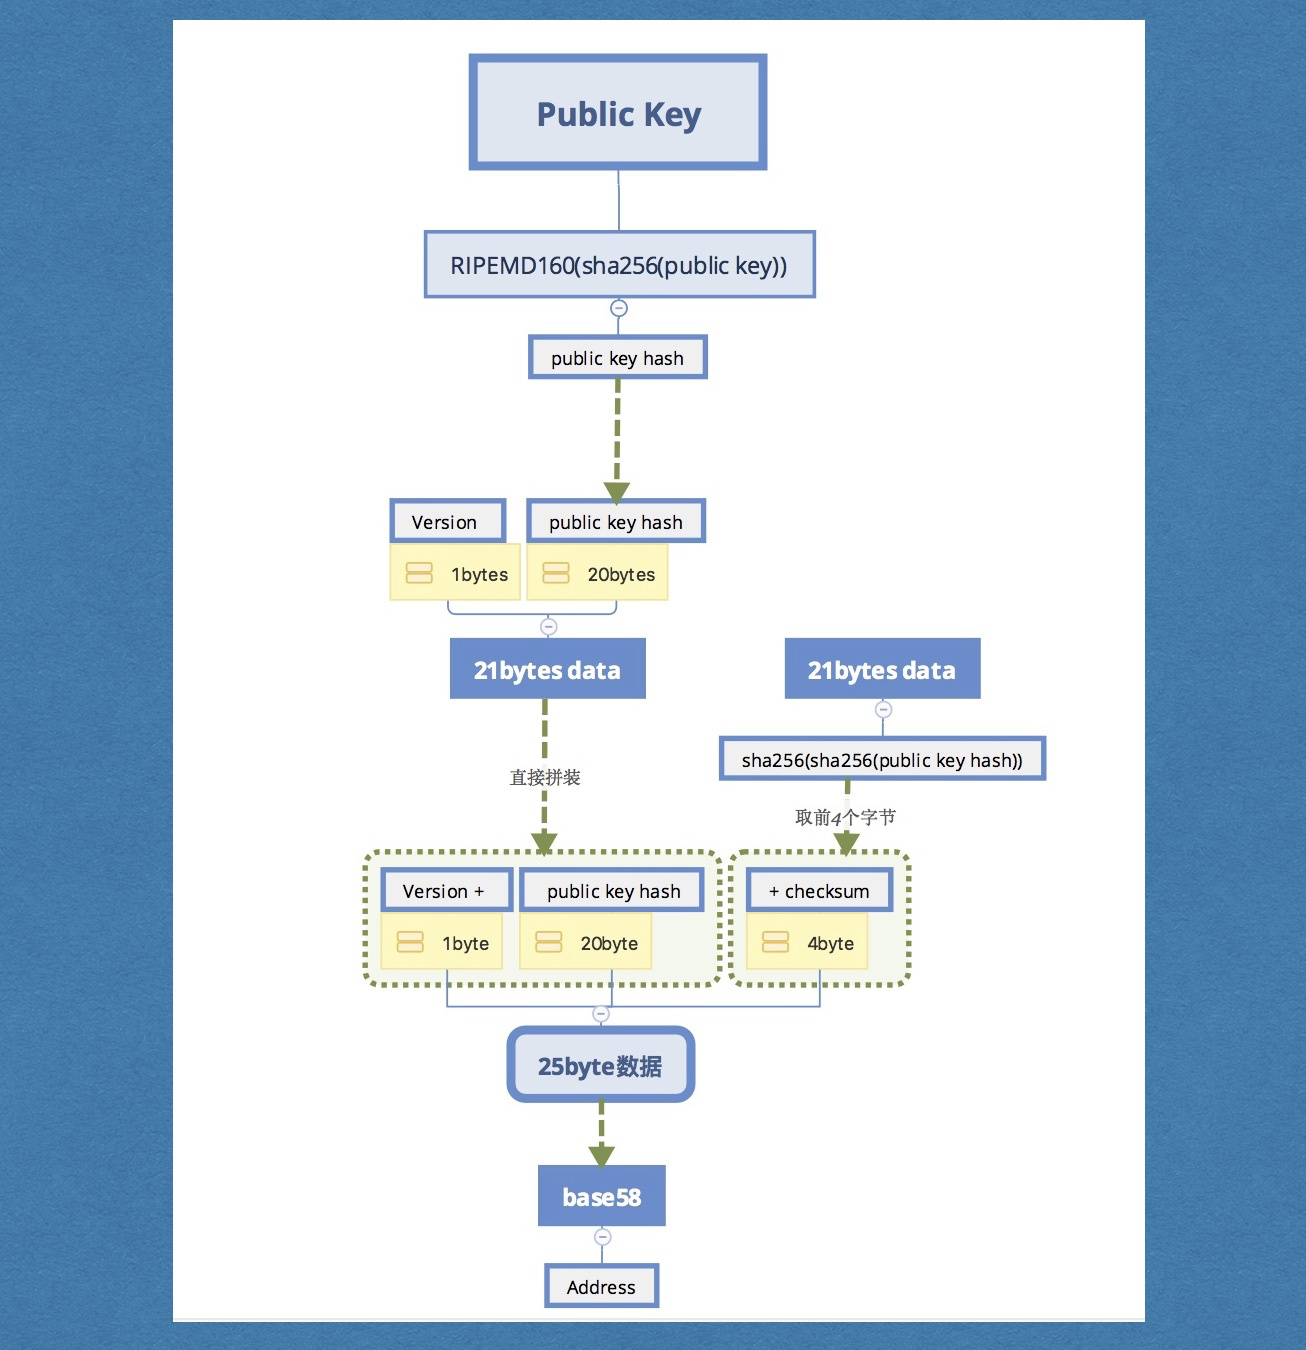 Public Key
RIPEMD160(sha256(public key))
public key hash
Version
public key hash
1bytes
20bytes
21bytes data
21bytes data
sha256(sha256(public key hash))
直接拼装
取前4个字节
Version +
public key hash
+ checksum
1byte
20byte
4byte
25byte数据
base58
Address